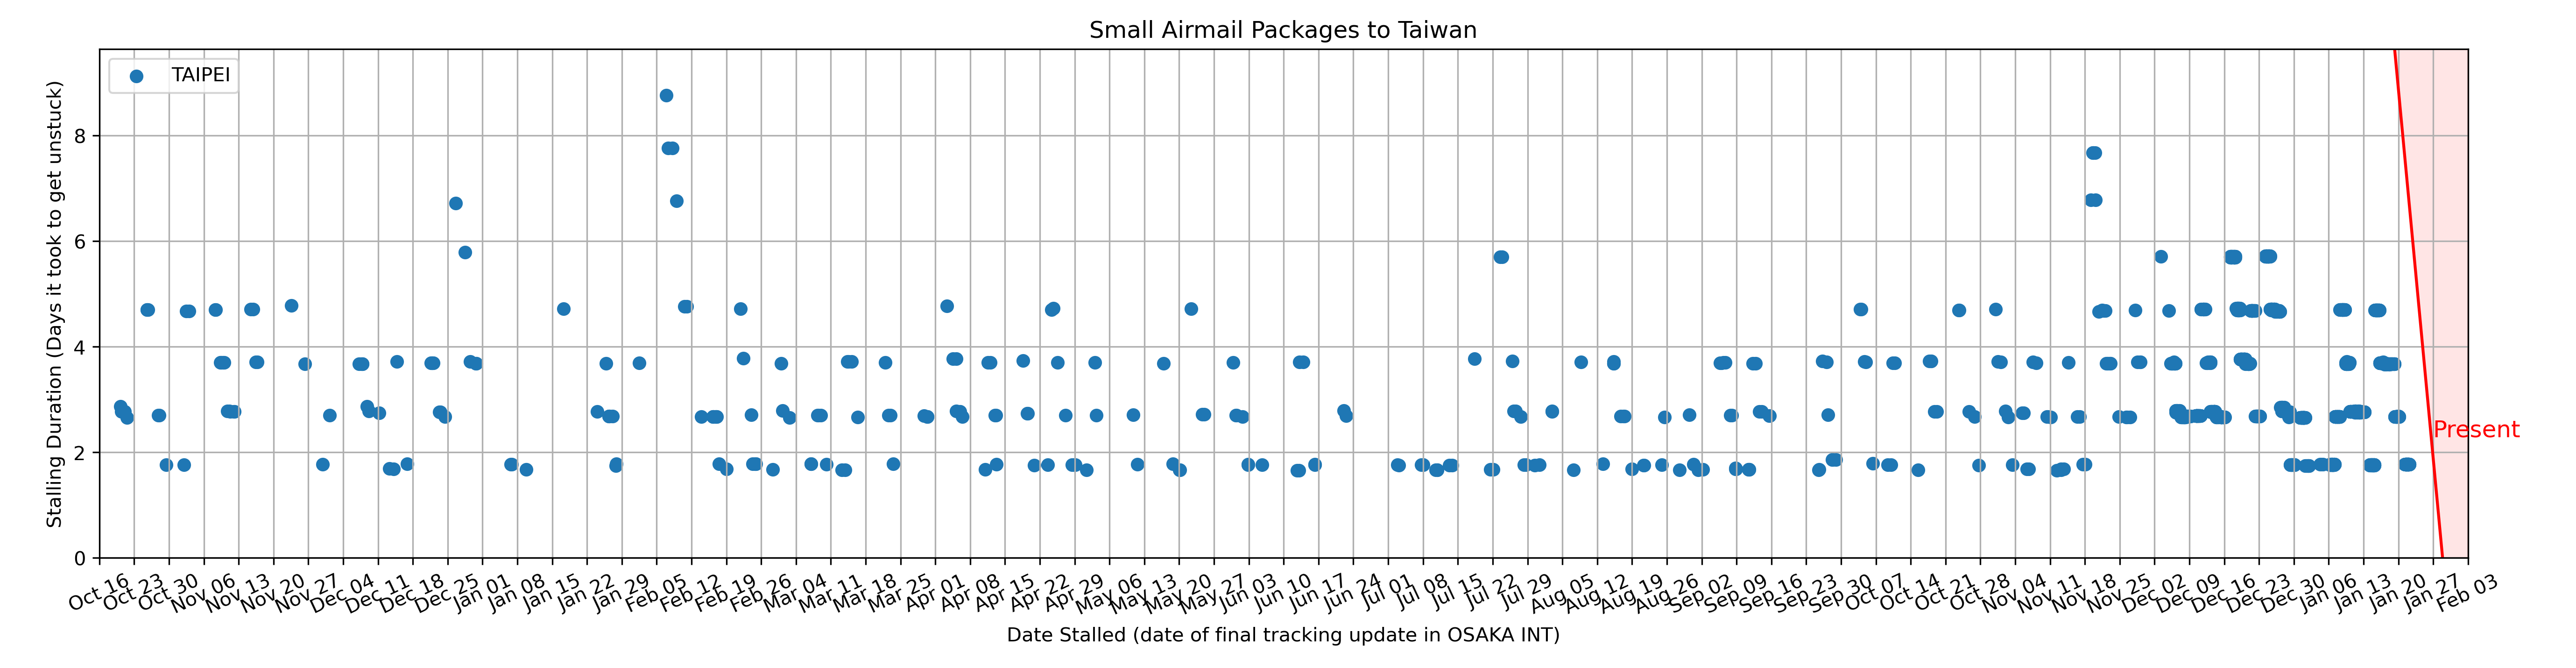 Small Airmail Packages to Taiwan
TAIPEI
Stalling Duration (Days it took to get unstuck)
8
6
4
2
0
Present
Oct 16
Oct 23
Oct 30
Nov 06
Nov 13
Nov 20
Nov 27
Dec 04
Dec 11
Dec 18
Dec 25
Jan 01
Jan 08
Jan 15
Jan 22
Jan 29
Feb 05
Feb 12
Feb 19
Feb 26
Mar 04
Mar 11
Mar 18
Mar 25
Apr 01
Apr 08
Apr 15
Apr 22
Apr 29
May 06
May 13
May 20
May 27
Jun 03
Jun 10
Jun 17
Jun 24
Jul 01
Jul 08
Jul 15
Jul 22
Jul 29
Aug 05
Aug 12
Aug 19
Aug 26
Sep 02
Sep 09
Sep 16
Sep 23
Sep 30
Oct 07
Oct 14
Oct 21
Oct 28
Nov 04
Nov 11
Nov 18
Nov 25
Dec 02
Dec 09
Dec 16
Dec 23
Dec 30
Jan 06
Jan 13
Jan 20
Jan 27
Feb 03
Date Stalled (date of final tracking update in OSAKA INT)